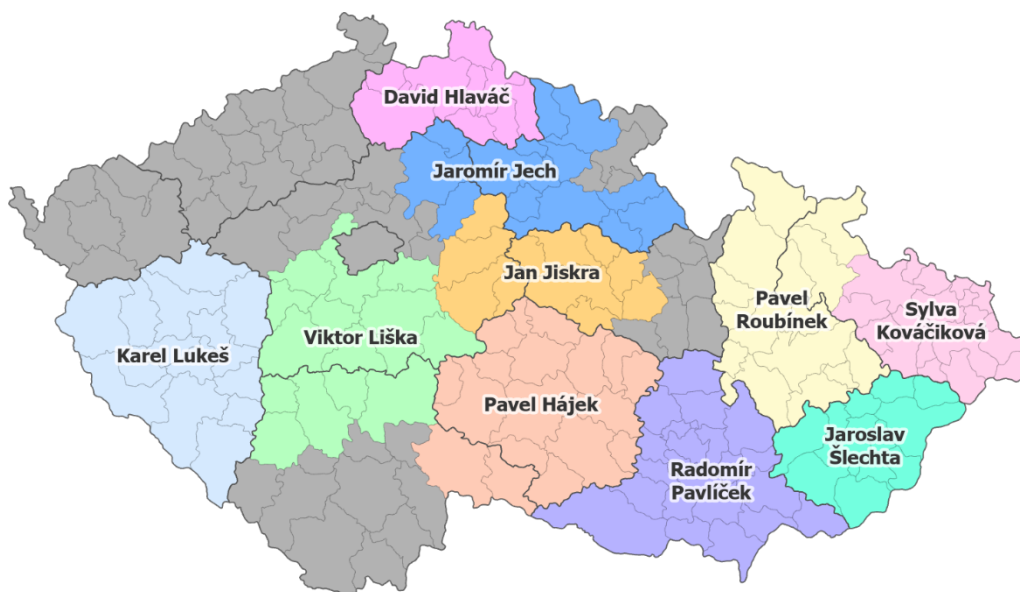 David Hlaváč
Jaromír Jech
Jan Jiskra
Pavel
Roubínek
Sylva
Kováčiková
Viktor Liška
Karel Lukeš
Pavel Hájek
Jaroslav
Šlechta
Radomír
Pavlíček